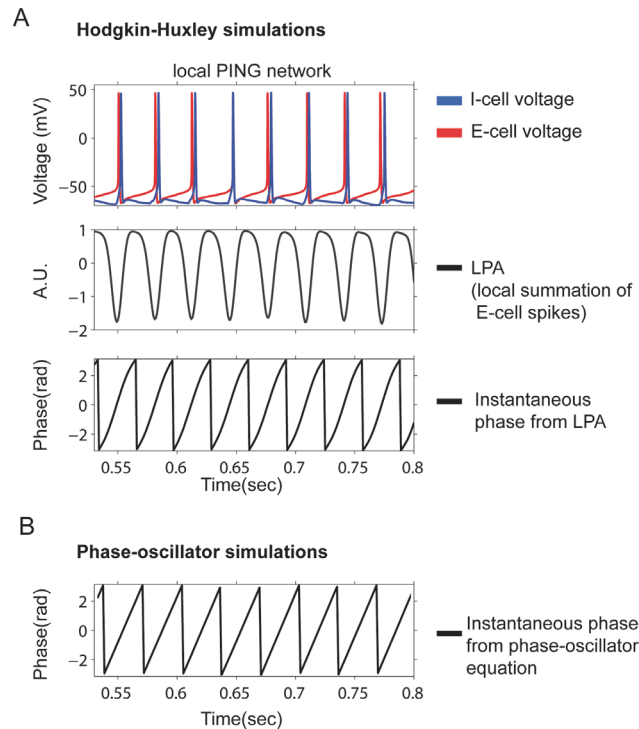 A
Hodgkin-Huxley simulations
local PING network
Voltage (mV)
50
0
−50
I-cell voltage
E-cell voltage
A.U.
1
0
−1
−2
LPA
(local summation of
E-cell spikes)
Phase(rad)
2
0
−2
0.55 0.6 0.65 0.7 0.75 0.8
Time(sec)
Instantaneous
phase from LPA
B
Phase-oscillator simulations
Phase(rad)
2
0
−2
0.55 0.6 0.65 0.7 0.75 0.8
Time(sec)
Instantaneous phase
from phase-oscillator
equation